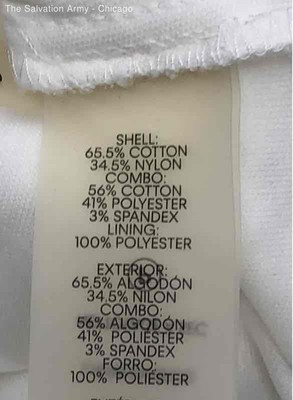 The Salvation Army - Chicago
SHELL:
65.5% COTTON
34.5% NYLON
COMBO:
56% COTTON
41% POLYESTER
3% SPANDEX
LINING:
100% POLYESTER
EXTERIOR:
65,5% ALGODÓN
34,5% NILON
COMBO:
56% ALGODÓN
41% POLIÉSTER
3% SPANDEX
FORRO:
100% POLIÉSTER